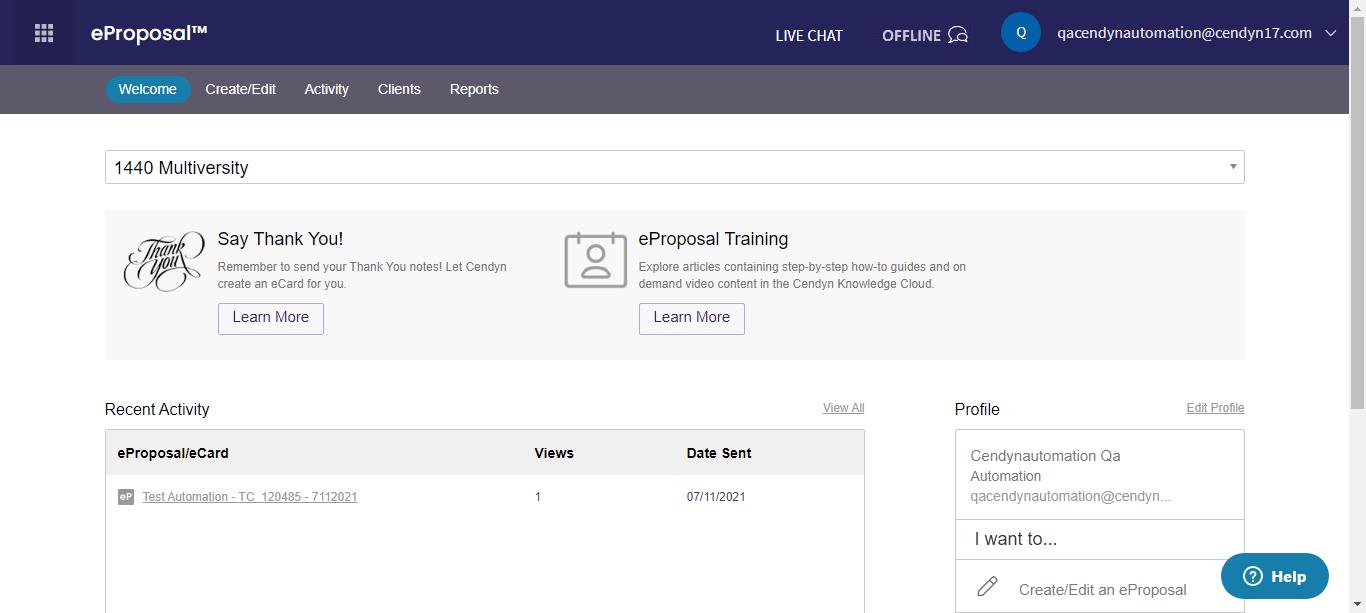 eProposal™
LIVE CHAT
OFFLINE
Q
qacendynautomation@cendyn17.com
Welcome
Create/Edit
Activity
Clients
Reports
1440 Multiversity
Thank You
Say Thank You!
Remember to send your Thank You notes! Let Cendyn
create an eCard for you.
Learn More
eProposal Training
Explore articles containing step-by-step how-to guides and on
demand video content in the Cendyn Knowledge Cloud.
Learn More
Recent Activity
View All
eProposal/eCard
Views
Date Sent
eP
Test Automation - TC_120485 - 7112021
1
07/11/2021
Profile
Edit Profile
Cendynautomation Qa
Automation
qacendynautomation@cendyn...
I want to...
Create/Edit an eProposal
? Help